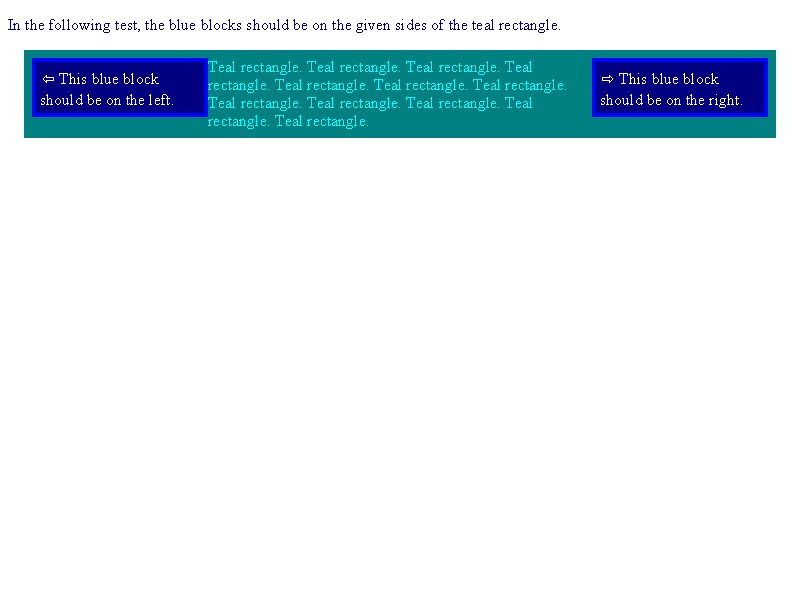 In the following test, the blue blocks should be on the given sides of the teal rectangle.
⇦ This blue block
should be on the left.
Teal rectangle. Teal rectangle. Teal rectangle. Teal
rectangle. Teal rectangle. Teal rectangle. Teal rectangle.
Teal rectangle. Teal rectangle. Teal rectangle. Teal
rectangle. Teal rectangle.
⇨ This blue block
should be on the right.